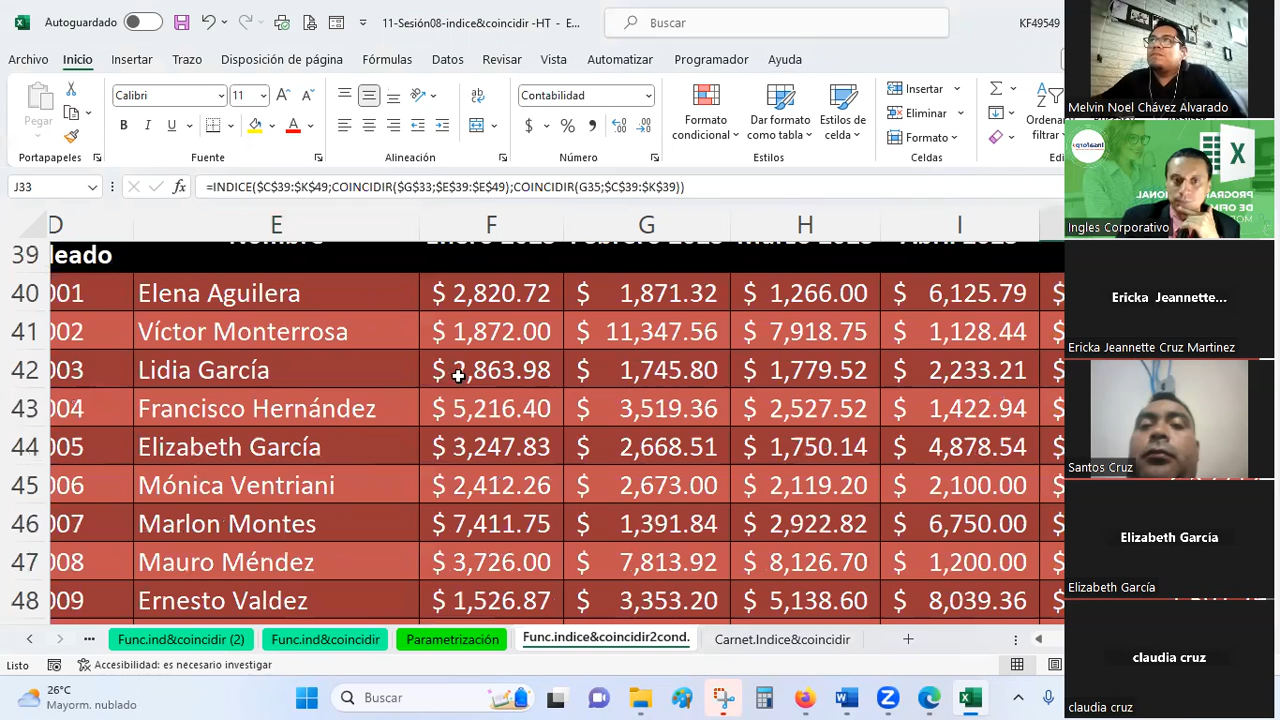 Autoguardado
11-Sesión08-indice&coincidir -HT - E...
Buscar
KF49549
Archivo Inicio Insertar Trazo Disposición de página Fórmulas Datos Revisar Vista Automatizar Programador Ayuda
Pegar
Portapapeles
Calibri 11
N K S
Fuente
Alineación
Contabilidad
Número
Formato condicional
Dar formato como tabla
Estilos de celda
Estilos
Insertar
Eliminar
Formato
Celdas
J33
=INDICE($C$39:$K$49;COINCIDIR($G$33;$E$39:$E$49);COINCIDIR(G35;$C$39:$K$39))
D E F G H I
39 leado Nombre
40 001 Elena Aguilera $ 2,820.72 $ 1,871.32 $ 1,266.00 $ 6,125.79 $
41 002 Víctor Monterrosa $ 1,872.00 $ 11,347.56 $ 7,918.75 $ 1,128.44 $
42 003 Lidia García $ ,863.98 $ 1,745.80 $ 1,779.52 $ 2,233.21 $
43 004 Francisco Hernández $ 5,216.40 $ 3,519.36 $ 2,527.52 $ 1,422.94 $
44 005 Elizabeth García $ 3,247.83 $ 2,668.51 $ 1,750.14 $ 4,878.54 $
45 006 Mónica Ventriani $ 2,412.26 $ 2,673.00 $ 2,119.20 $ 2,100.00 $
46 007 Marlon Montes $ 7,411.75 $ 1,391.84 $ 2,922.82 $ 6,750.00 $
47 008 Mauro Méndez $ 3,726.00 $ 7,813.92 $ 8,126.70 $ 1,200.00 $
48 009 Ernesto Valdez $ 1,526.87 $ 3,353.20 $ 5,138.60 $ 8,039.36 $
Func.ind&coincidir (2) Func.ind&coincidir Parametrización Func.indice&coincidir2cond. Carnet.Indice&coincidir
Listo Accesibilidad: es necesario investigar
26°C
Mayorm. nublado
Buscar
Melvin Noel Chávez Alvarado
Ingles Corporativo
Ericka Jeannette...
Ericka Jeannette Cruz Martinez
Santos Cruz
Elizabeth García
Elizabeth García
claudia cruz
claudia cruz